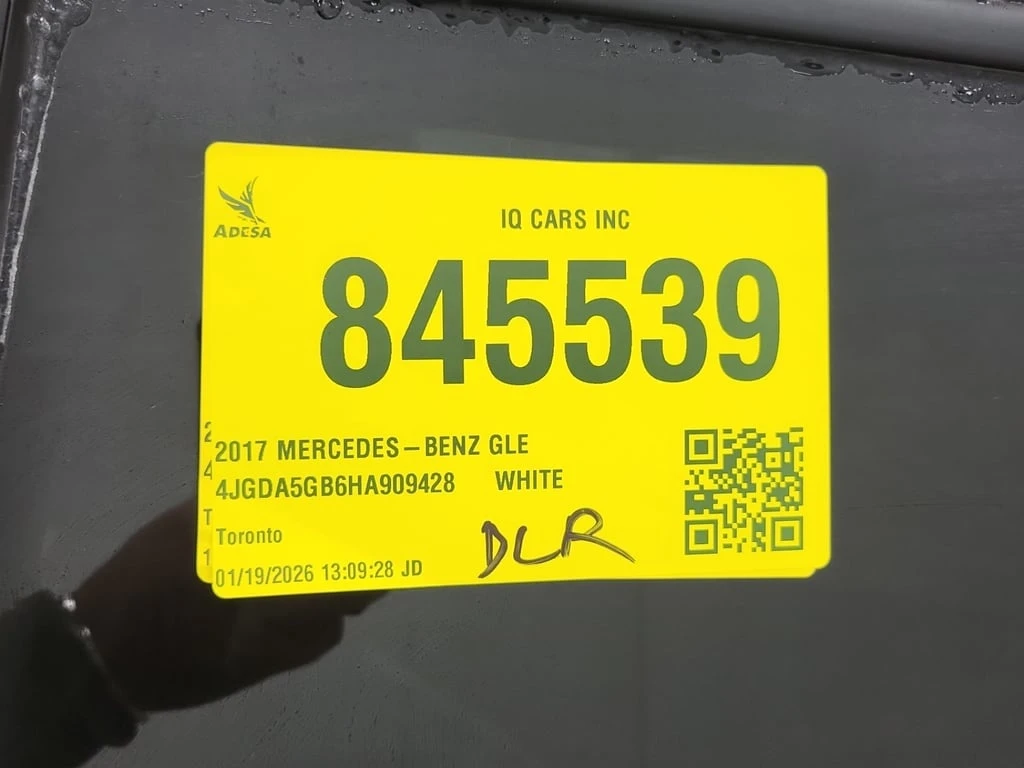 ADESA
IQ CARS INC
845539
2017 MERCEDES-BENZ GLE
4JGDA5GB6HA909428 WHITE
Toronto
DLR
01/19/2026 13:09:28 JD